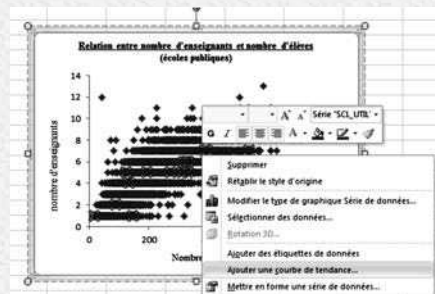 Relation entre nombre d'enseignants et nombre d'élèves
(écoles publiques)
14
12
10
8
6
4
2
0
nombre d'enseignants
0
200
Nombre
A A Série "SCL_UTIL"
G I A
Supprimer
Rétablir le style d'origine
Modifier le type de graphique Série de données...
Sélectionner des données...
Rotation 3D...
Ajouter des étiquettes de données
Ajouter une courbe de tendance...
Mettre en forme une série de données...